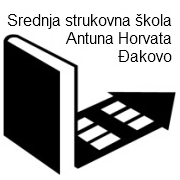 Srednja strukovna škola
Antuna Horvata
Đakovo